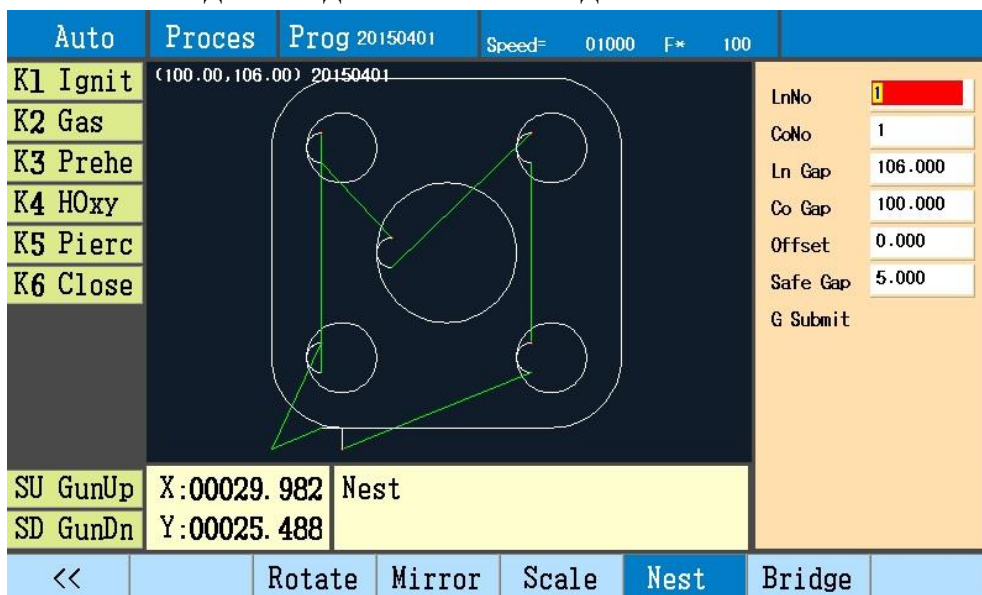 Auto Proces Prog 20150401 Speed= 01000 F* 100
K1 Ignit
K2 Gas
K3 Prehe
K4 HOxy
K5 Pierc
K6 Close
(100.00,106.00) 20150401
LnNo 1
CoNo 1
Ln Gap 106.000
Co Gap 100.000
Offset 0.000
Safe Gap 5.000
G Submit
SU GunUp
SD GunDn
X:00029.982
Y:00025.488
Nest
<< Rotate Mirror Scale Nest Bridge